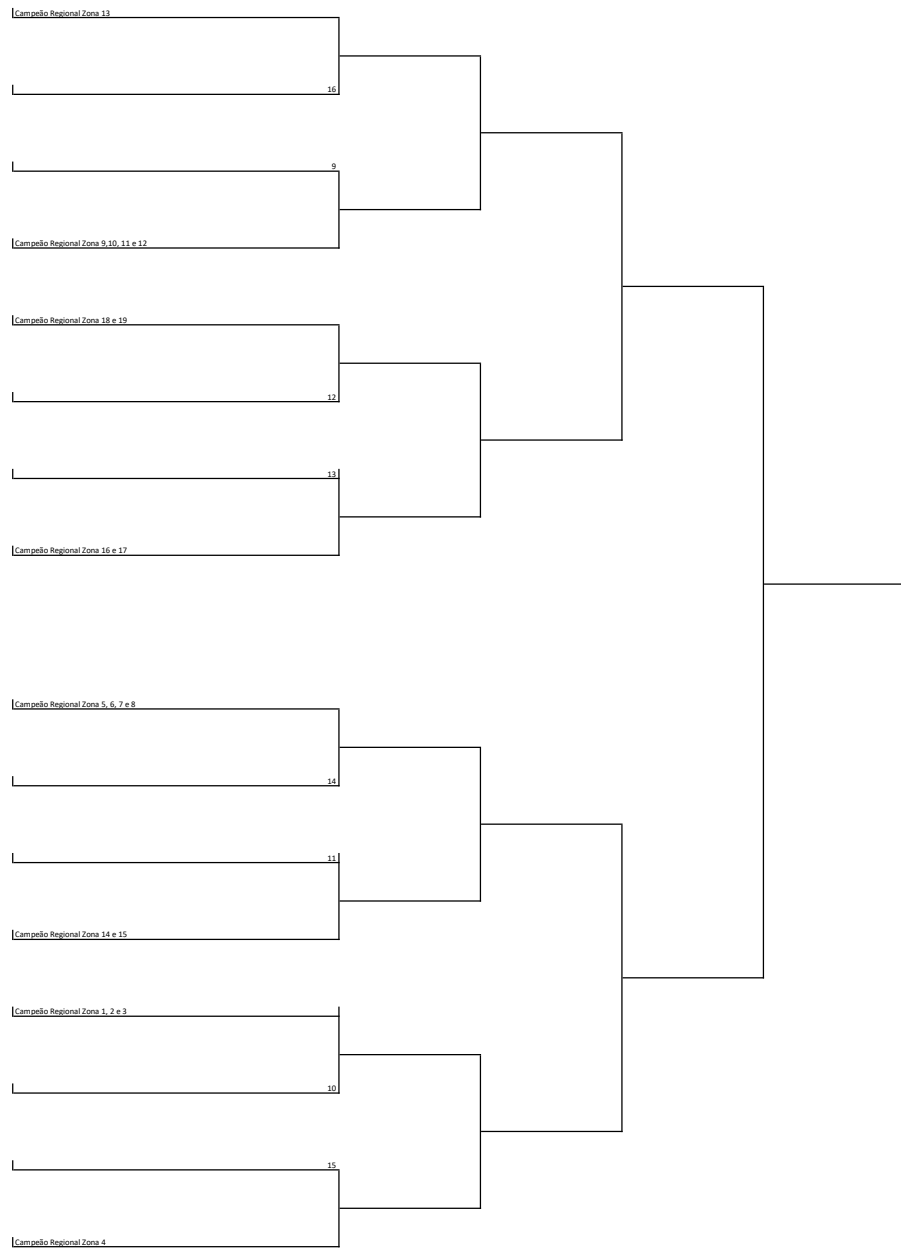 Campeão Regional Zona 13
16
9
Campeão Regional Zona 9,10, 11 e 12
Campeão Regional Zona 18 e 19
12
13
Campeão Regional Zona 16 e 17
Campeão Regional Zona 5, 6, 7 e 8
14
11
Campeão Regional Zona 14 e 15
Campeão Regional Zona 1, 2 e 3
10
15
Campeão Regional Zona 4